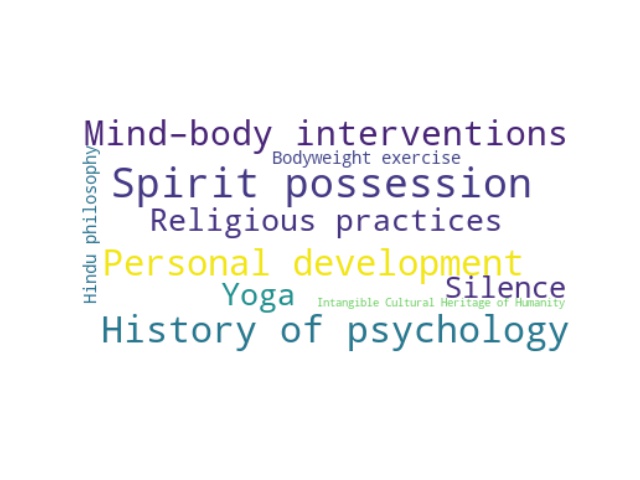 Mind–body interventions
Bodyweight exercise
Hindu philosophy
Spirit possession
Religious practices
Personal development
Silence
Yoga
Intangible Cultural Heritage of Humanity
History of psychology